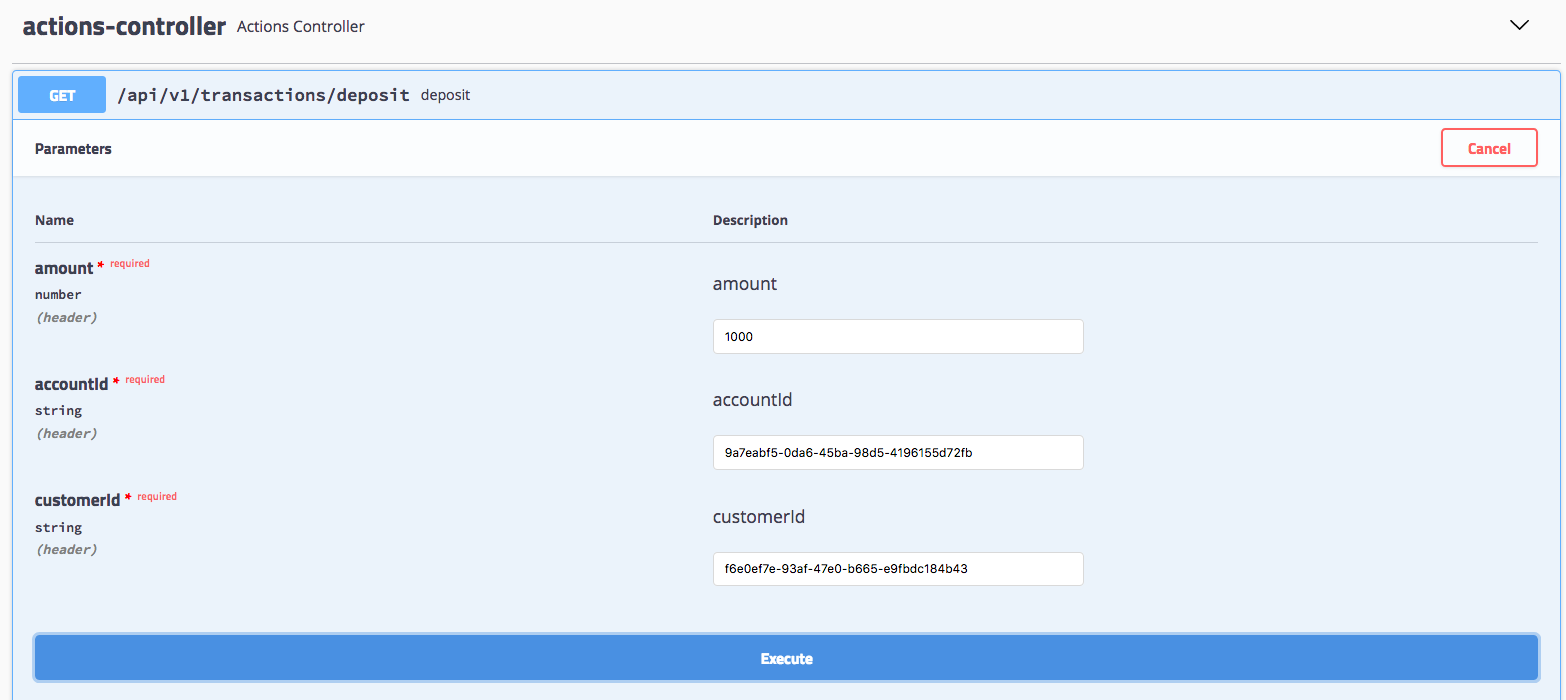 actions-controller Actions Controller
GET /api/v1/transactions/deposit deposit
Parameters Cancel
Name Description
amount * required
number
(header)
amount
1000
accountId * required
string
(header)
accountId
9a7eabf5-0da6-45ba-98d5-4196155d72fb
customerId * required
string
(header)
customerId
f6e0ef7e-93af-47e0-b665-e9fbdc184b43
Execute